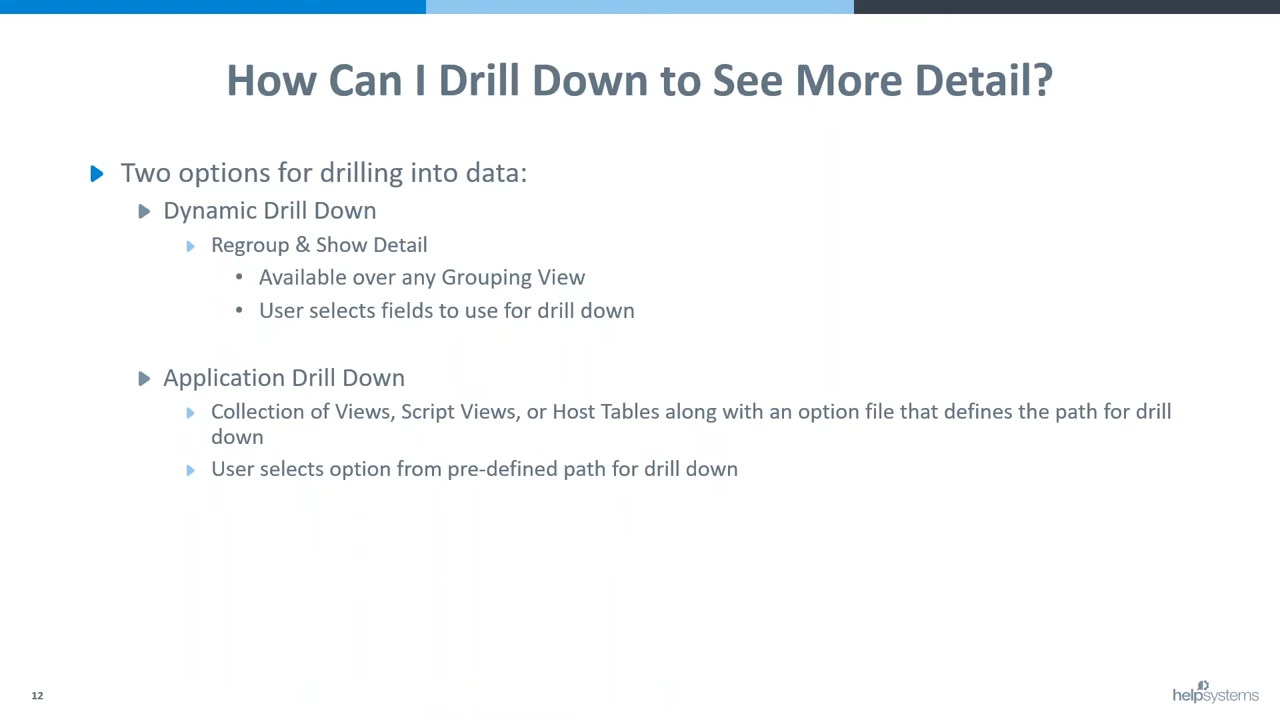 How Can I Drill Down to See More Detail?
Two options for drilling into data:
Dynamic Drill Down
Regroup & Show Detail
• Available over any Grouping View
• User selects fields to use for drill down
Application Drill Down
Collection of Views, Script Views, or Host Tables along with an option file that defines the path for drill
down
User selects option from pre-defined path for drill down
12
helpsystems